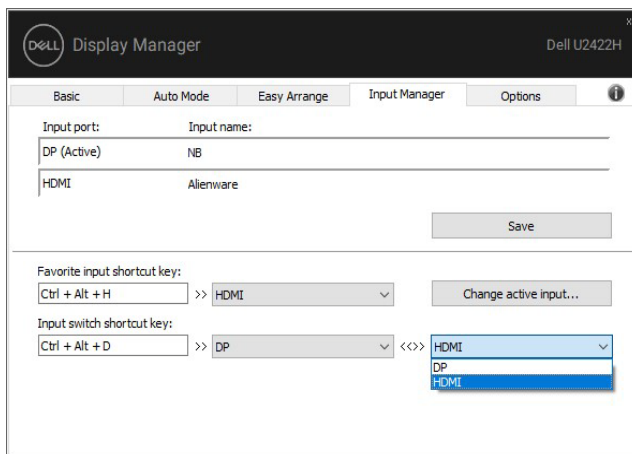 DELL Display Manager Dell U2422H x
Basic Auto Mode Easy Arrange Input Manager Options i
Input port: Input name:
DP (Active) NB
HDMI Alienware
Save
Favorite input shortcut key:
Ctrl + Alt + H >> HDMI Change active input...
Input switch shortcut key:
Ctrl + Alt + D >> DP <<>> HDMI
DP
HDMI